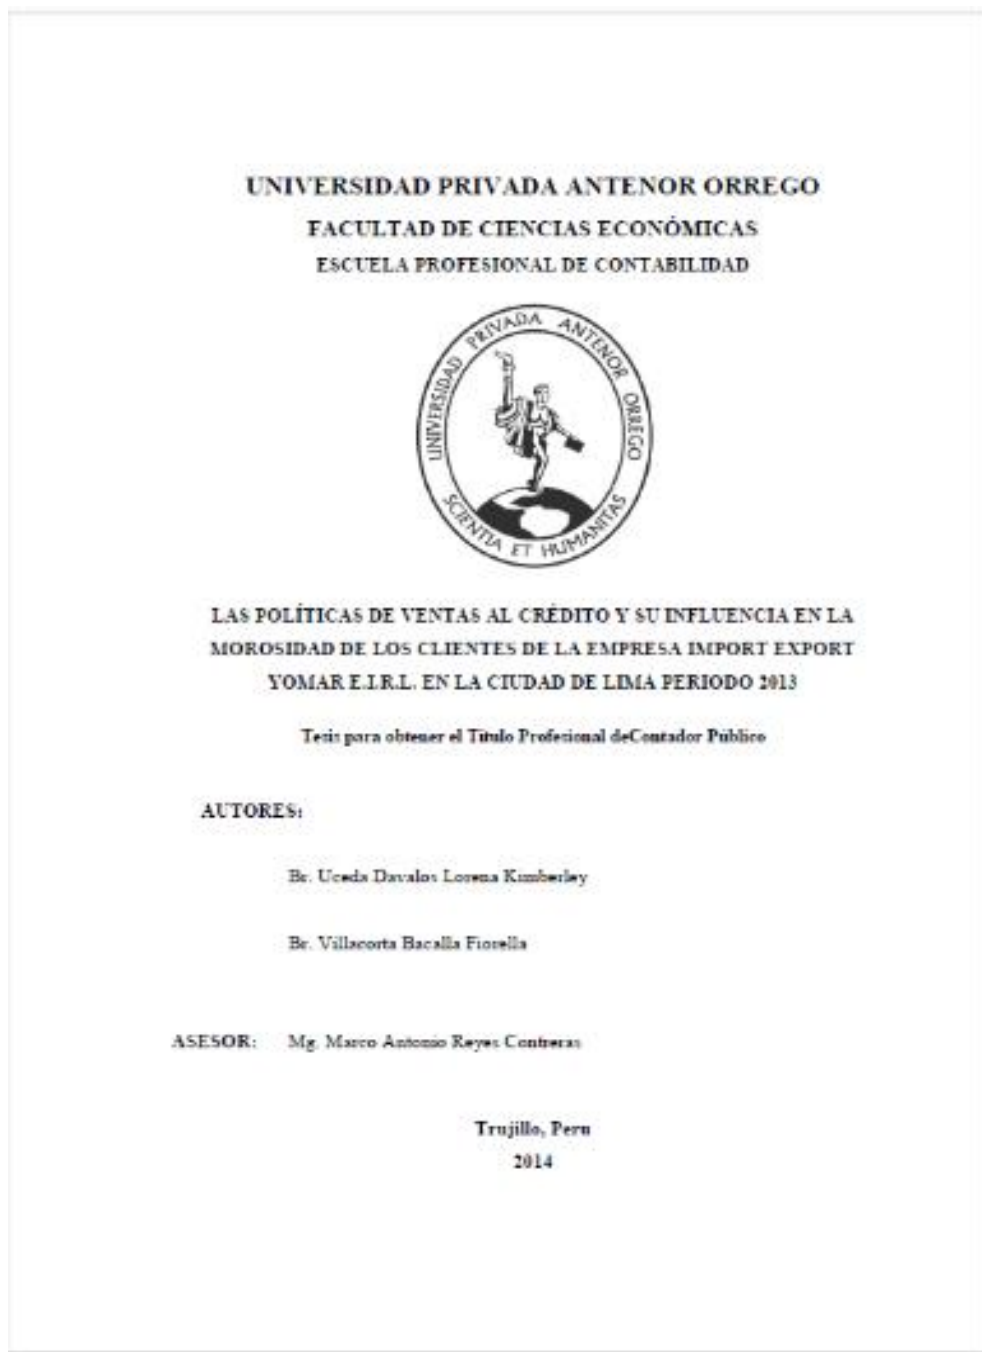 UNIVERSIDAD PRIVADA ANTENOR ORREGO
FACULTAD DE CIENCIAS ECONÓMICAS
ESCUELA PROFESIONAL DE CONTABILIDAD
UNIVERSIDAD PRIVADA ANTENOR ORREGO
SCIENTIA ET HUMANITAS
LAS POLÍTICAS DE VENTAS AL CRÉDITO Y SU INFLUENCIA EN LA
MOROSIDAD DE LOS CLIENTES DE LA EMPRESA IMPORT EXPORT
YOMAR E.I.R.L. EN LA CIUDAD DE LIMA PERIODO 2013
Tesis para obtener el Título Profesional deContador Público
AUTORES:
Br. Uceda Davalos Lorena Kimberley
Br. Villacorta Bacalla Fiorella
ASESOR: Mg. Marco Antonio Reyes Contreras
Trujillo, Peru
2014